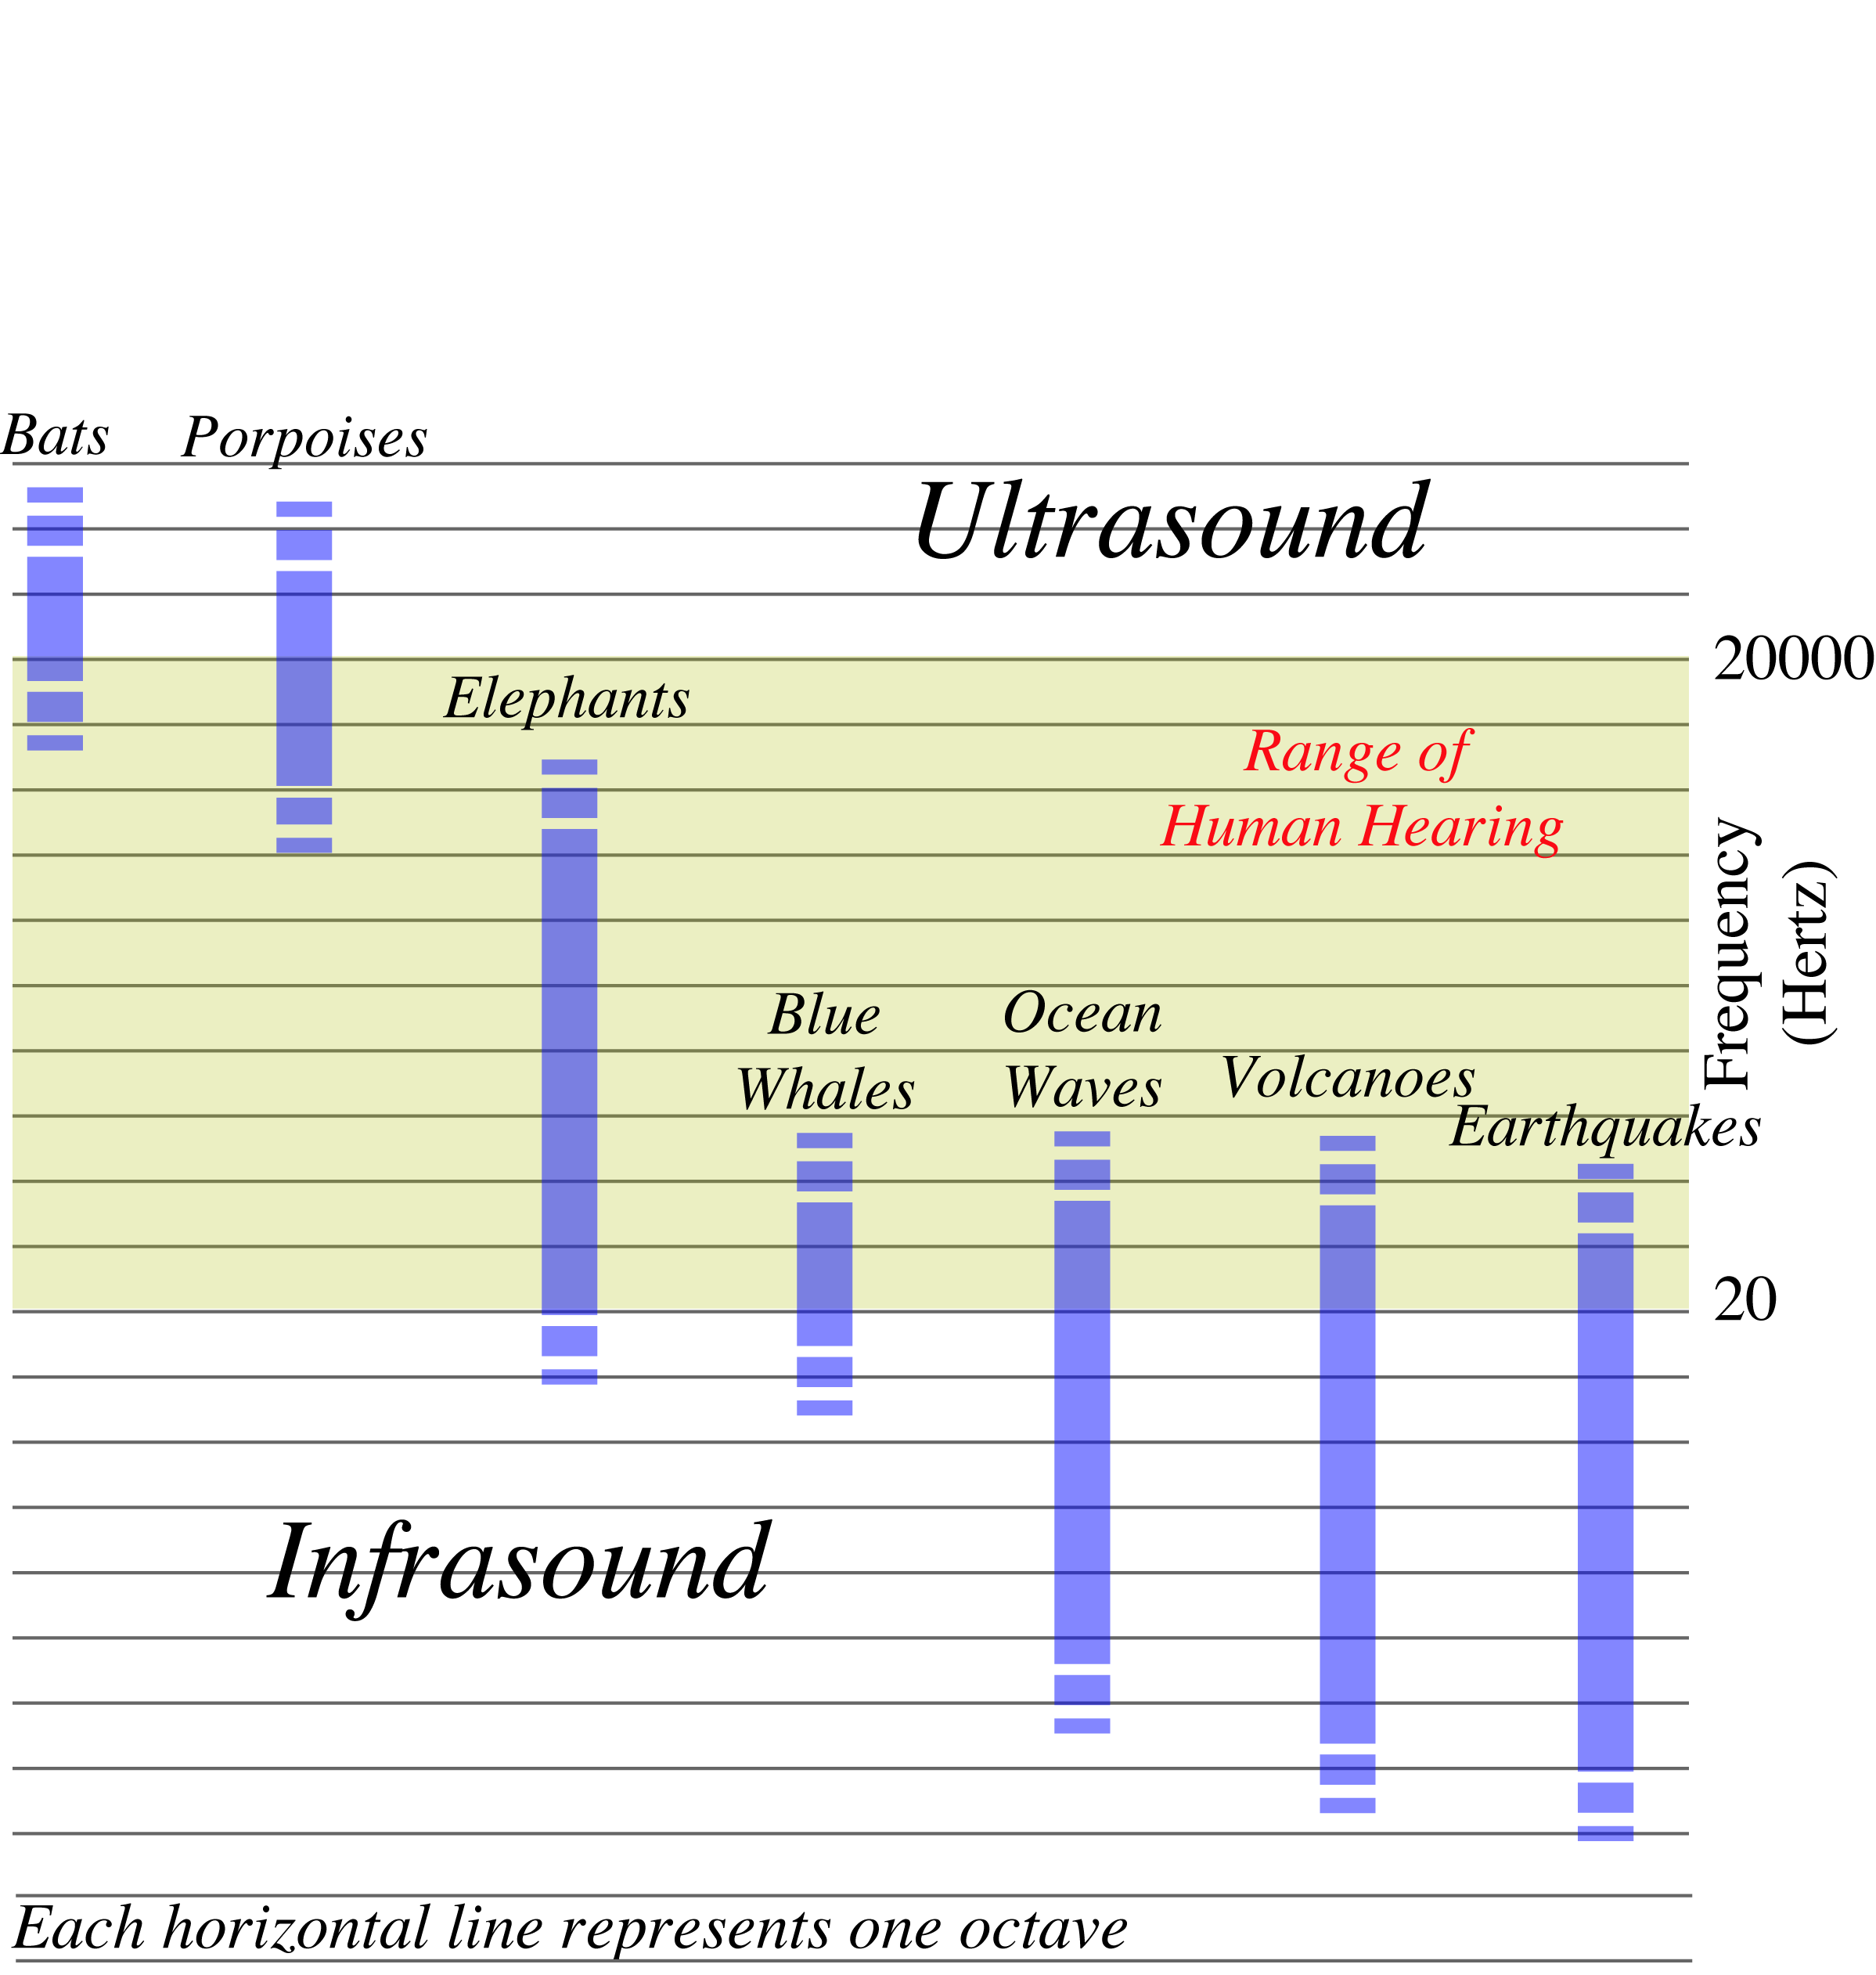 Bats
Porpoises
Ultrasound
20000
Elephants
Range of
Human Hearing
Frequency
(Hertz)
Blue
Whales
Ocean
Waves
Volcanoes
Earthquakes
20
Infrasound
Each horizontal line represents one octave